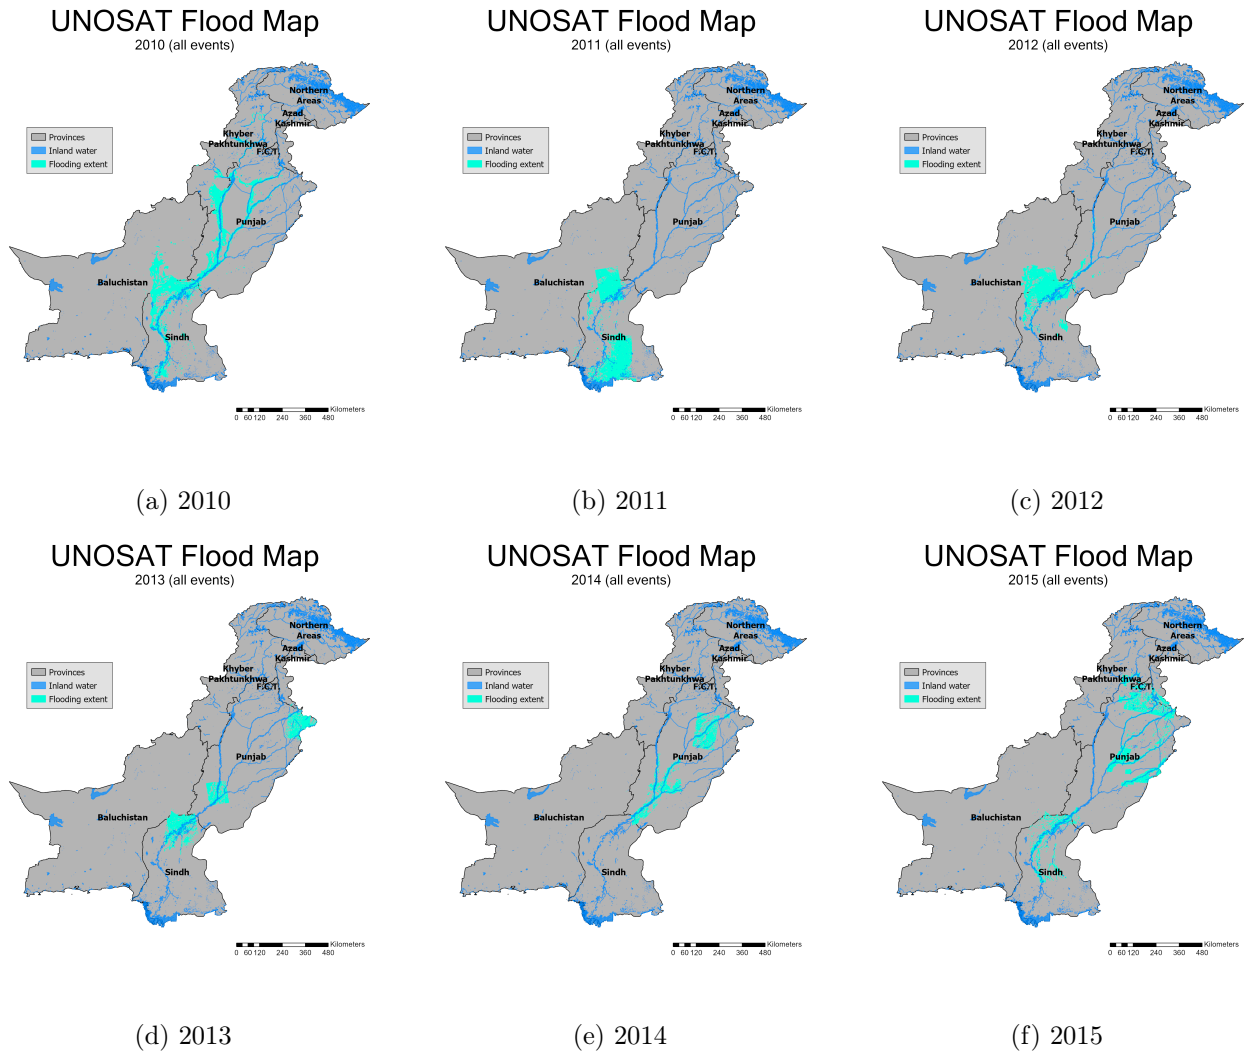 UNOSAT Flood Map
2010 (all events)
Northern
Areas
Azad
Kashmir
Khyber
Pakhtunkhwa
F.C.T.
Provinces
Inland water
Flooding extent
Punjab
Baluchistan
Sindh
Kilometers
0 60 120 240 360 480
(a) 2010
UNOSAT Flood Map
2011 (all events)
Northern
Areas
Azad
Kashmir
Khyber
Pakhtunkhwa
F.C.T.
Provinces
Inland water
Flooding extent
Punjab
Baluchistan
Sindh
Kilometers
0 60 120 240 360 480
(b) 2011
UNOSAT Flood Map
2012 (all events)
Northern
Areas
Azad
Kashmir
Khyber
Pakhtunkhwa
F.C.T.
Provinces
Inland water
Flooding extent
Punjab
Baluchistan
Sindh
Kilometers
0 60 120 240 360 480
(c) 2012
UNOSAT Flood Map
2013 (all events)
Northern
Areas
Azad
Kashmir
Khyber
Pakhtunkhwa
F.C.T.
Provinces
Inland water
Flooding extent
Punjab
Baluchistan
Sindh
Kilometers
0 60 120 240 360 480
(d) 2013
UNOSAT Flood Map
2014 (all events)
Northern
Areas
Azad
Kashmir
Khyber
Pakhtunkhwa
F.C.T.
Provinces
Inland water
Flooding extent
Punjab
Baluchistan
Sindh
Kilometers
0 60 120 240 360 480
(e) 2014
UNOSAT Flood Map
2015 (all events)
Northern
Areas
Azad
Kashmir
Khyber
Pakhtunkhwa
F.C.T.
Provinces
Inland water
Flooding extent
Punjab
Baluchistan
Sindh
Kilometers
0 60 120 240 360 480
(f) 2015